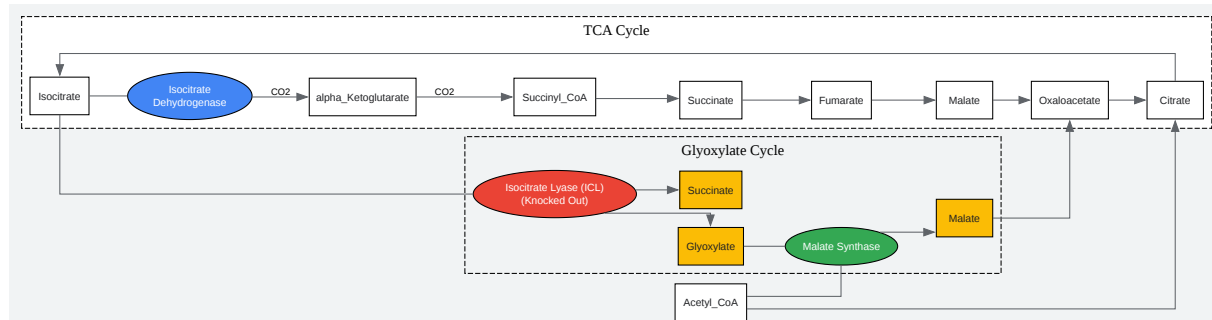 TCA Cycle
Isocitrate
Isocitrate
Dehydrogenase
CO2
alpha_Ketoglutarate
CO2
Succinyl_CoA
Succinate
Fumarate
Malate
Oxaloacetate
Citrate
Glyoxylate Cycle
Isocitrate Lyase (ICL)
(Knocked Out)
Succinate
Glyoxylate
Malate Synthase
Malate
Acetyl_CoA